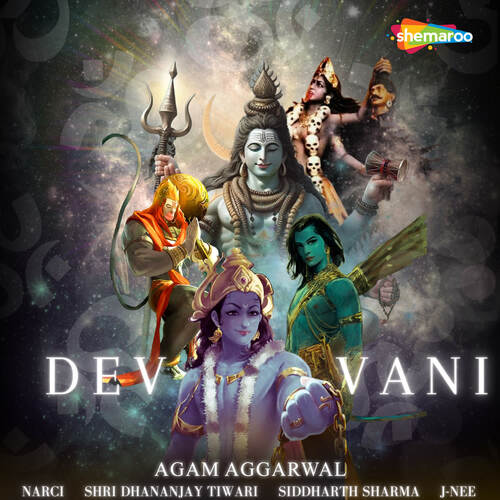 shemaroo
DEV VANI
AGAM AGGARWAL
NARCI SHRI DHANANJAY TIWARI SIDDHARTH SHARMA J-NEE